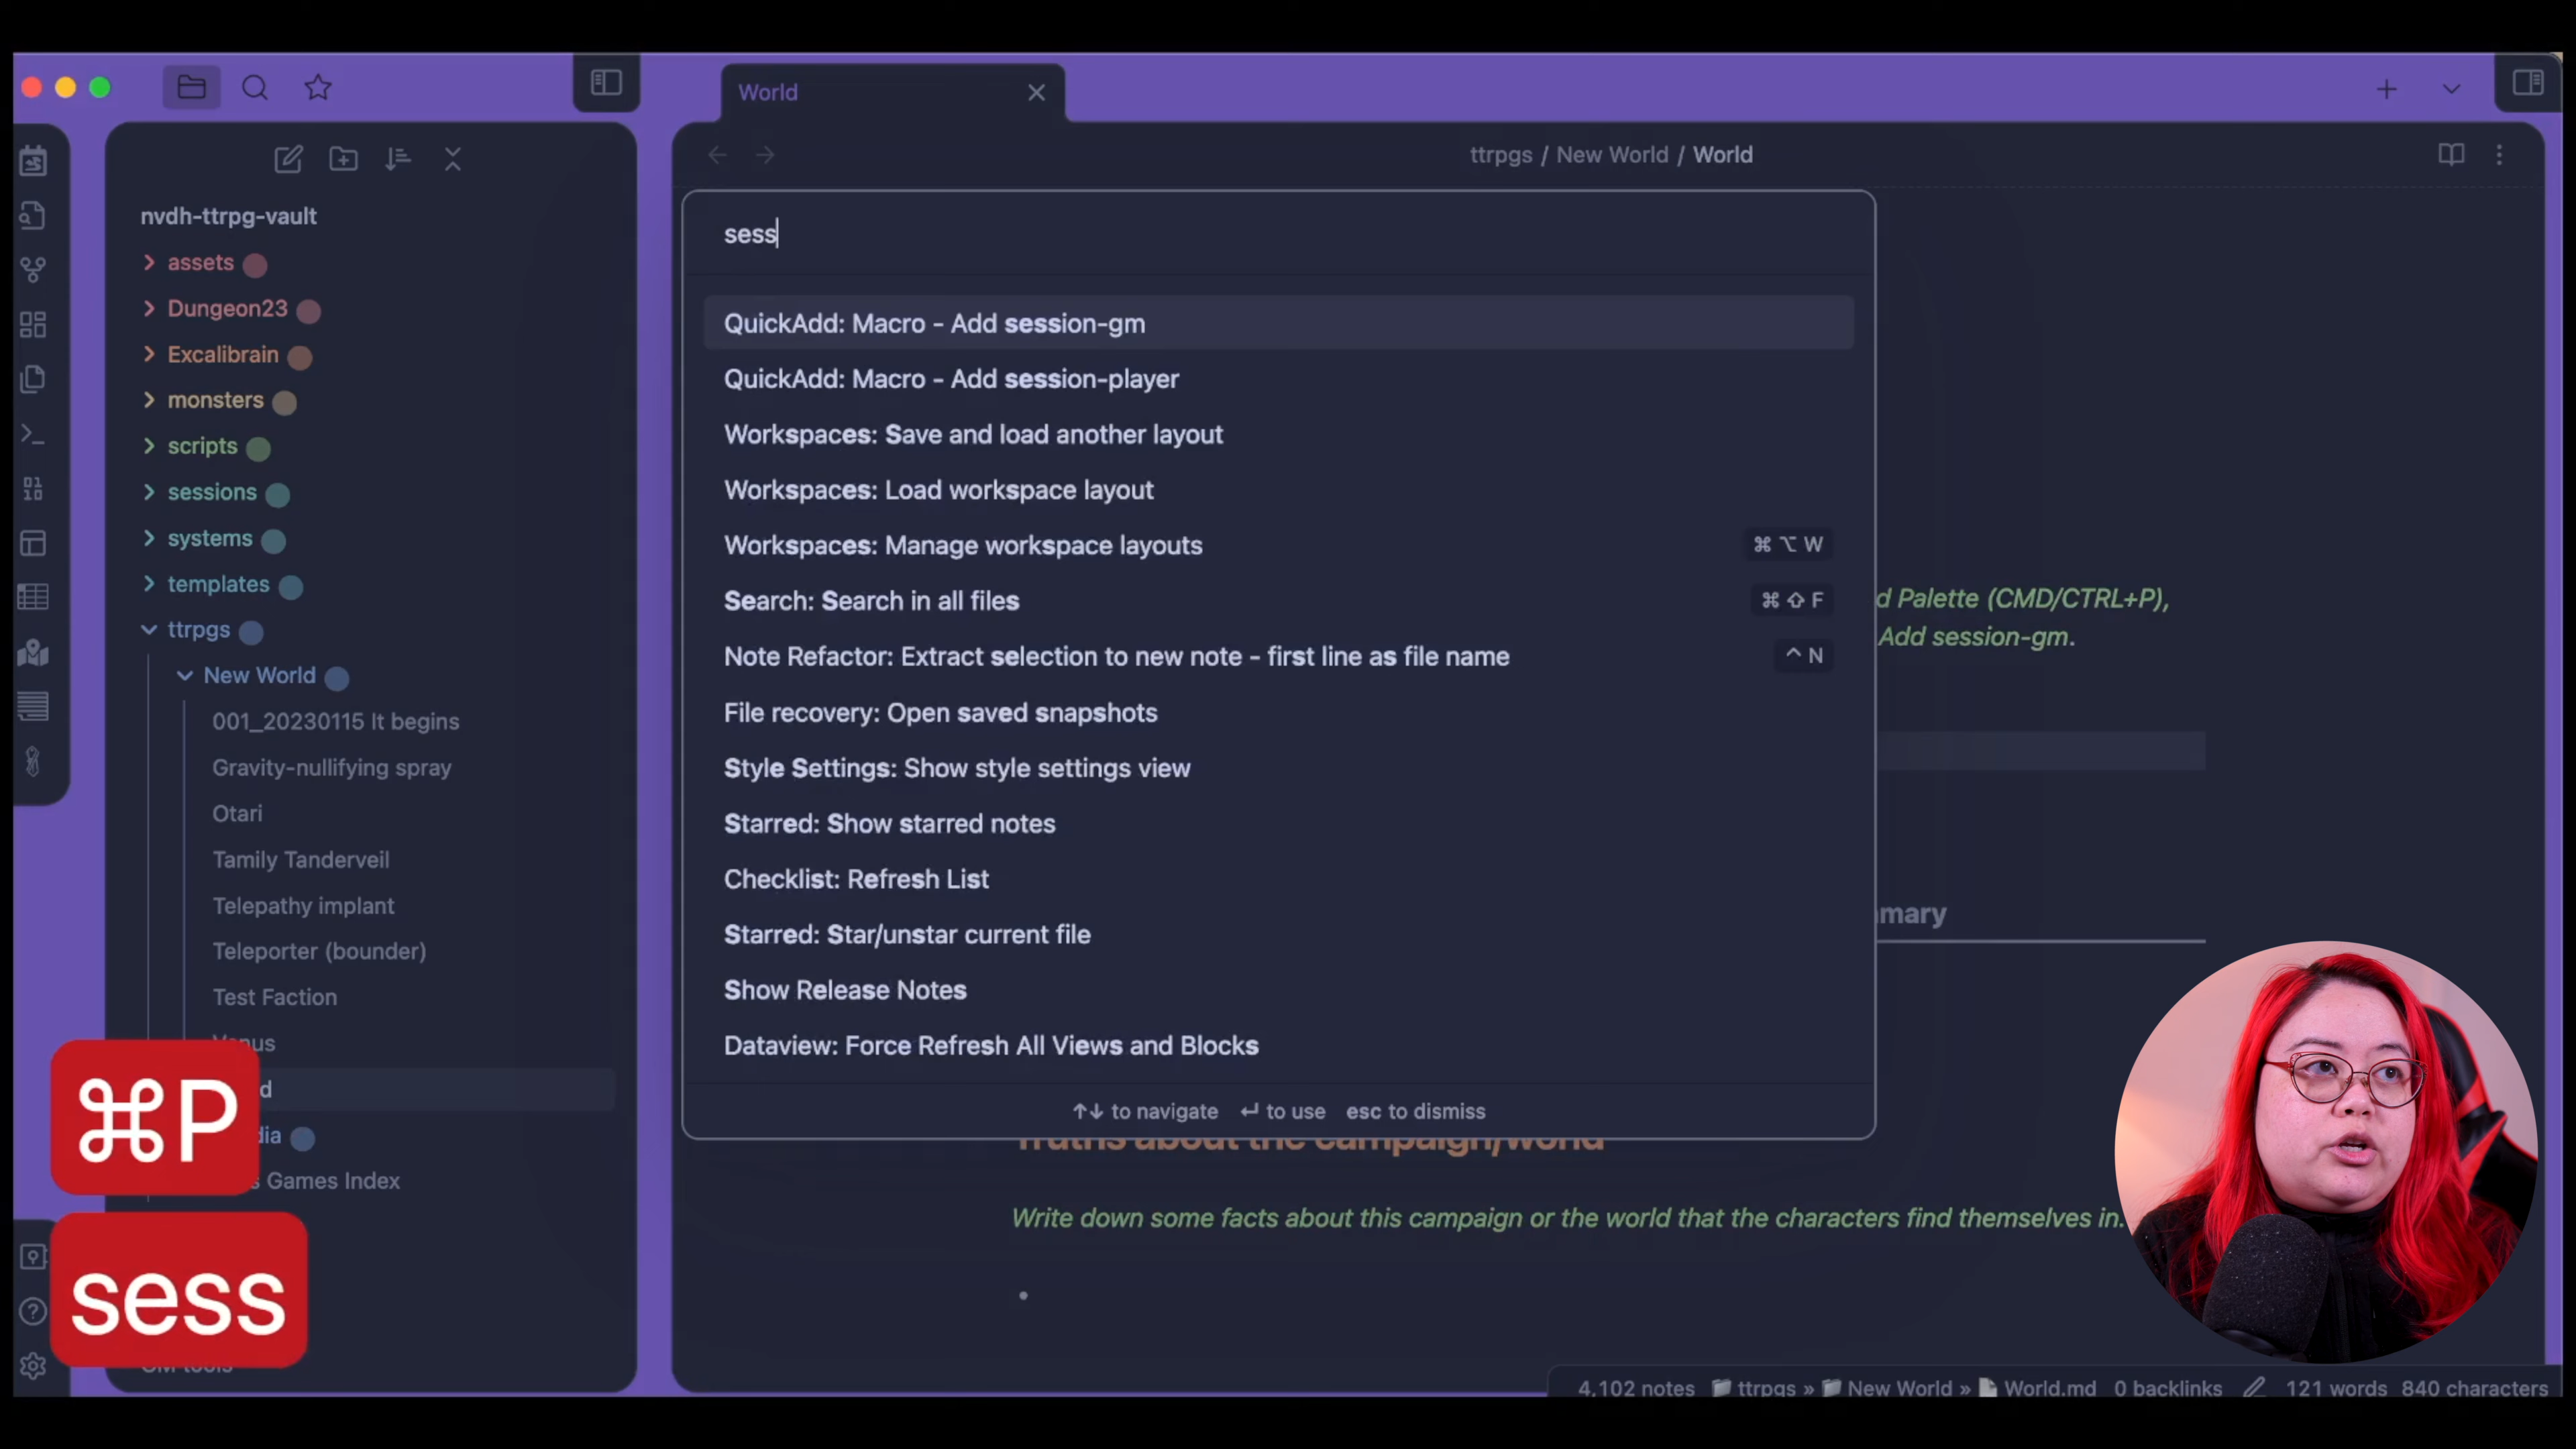 World
ttrpgs / New World / World
nvdh-ttrpg-vault
assets
Dungeon23
Excalibrain
monsters
scripts
sessions
systems
templates
ttrpgs
New World
001_20230115 It begins
Gravity-nullifying spray
Otari
Tamily Tanderveil
Telepathy implant
Teleporter (bounder)
Test Faction
Games Index
⌘P
sess
sess
QuickAdd: Macro - Add session-gm
QuickAdd: Macro - Add session-player
Workspaces: Save and load another layout
Workspaces: Load workspace layout
Workspaces: Manage workspace layouts ⌘ ⌥ W
Search: Search in all files ⌘ ⇧ F
Note Refactor: Extract selection to new note - first line as file name ^ N
File recovery: Open saved snapshots
Style Settings: Show style settings view
Starred: Show starred notes
Checklist: Refresh List
Starred: Star/unstar current file
Show Release Notes
Dataview: Force Refresh All Views and Blocks
↑↓ to navigate ↵ to use esc to dismiss
d Palette (CMD/CTRL+P),
Add session-gm.
mary
Truths about the campaign/world
Write down some facts about this campaign or the world that the characters find themselves in.
4,102 notes ttrpgs » New World » World.md 0 backlinks 121 words 840 characters